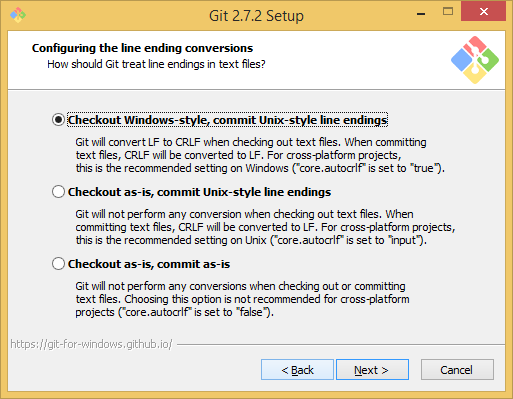 Git 2.7.2 Setup
Configuring the line ending conversions
How should Git treat line endings in text files?
Checkout Windows-style, commit Unix-style line endings
Git will convert LF to CRLF when checking out text files. When committing
text files, CRLF will be converted to LF. For cross-platform projects,
this is the recommended setting on Windows ("core.autocrlf" is set to "true").
Checkout as-is, commit Unix-style line endings
Git will not perform any conversion when checking out text files. When
committing text files, CRLF will be converted to LF. For cross-platform projects,
this is the recommended setting on Unix ("core.autocrlf" is set to "input").
Checkout as-is, commit as-is
Git will not perform any conversions when checking out or committing
text files. Choosing this option is not recommended for cross-platform
projects ("core.autocrlf" is set to "false").
https://git-for-windows.github.io/
< Back
Next >
Cancel